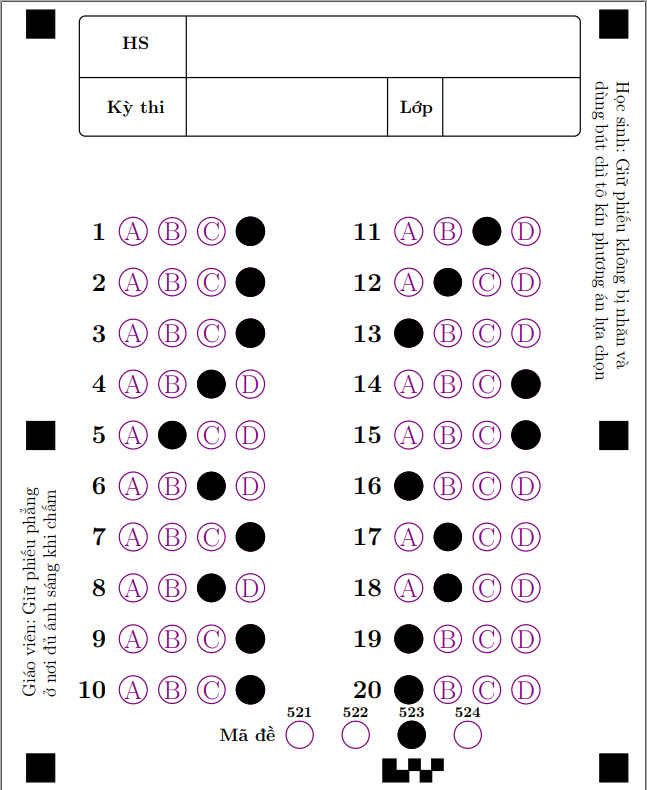 HS
Kỳ thi
Lớp
Học sinh: Giữ phiếu không bị nhăn và
dùng bút chì tô kín phương án lựa chọn
1 A B C
2 A B C
3 A B C
4 A B D
5 A C D
6 A B D
7 A B C
8 A B D
9 A B C
10 A B C
11 A B D
12 A C D
13 B C D
14 A B C
15 A B C
16 B C D
17 A C D
18 A C D
19 B C D
20 B C D
Giáo viên: Giữ phiếu phẳng
ở nơi đủ ánh sáng khi chấm
521 522 523 524
Mã đề